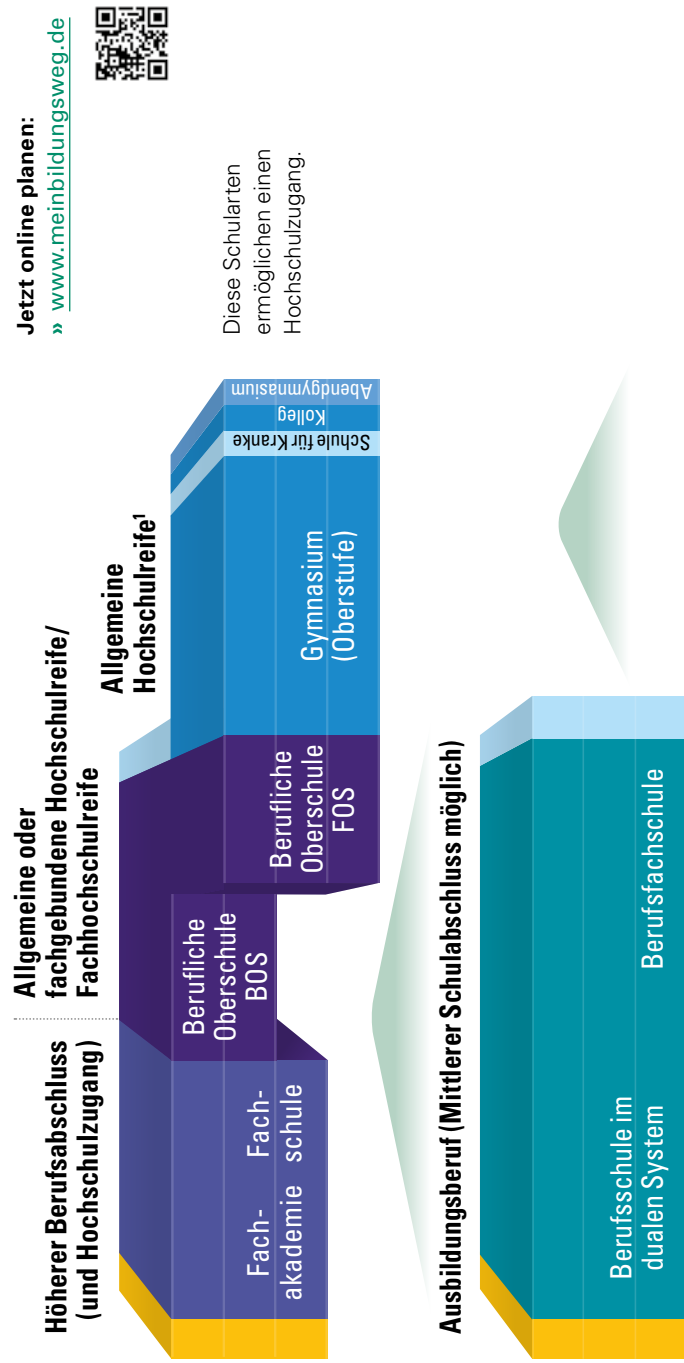 Jetzt online planen:
» www.meinbildungsweg.de
Höherer Berufsabschluss
(und Hochschulzugang)
Allgemeine oder
fachgebundene Hochschulreife/
Fachhochschulreife
Allgemeine
Hochschulreife¹
Diese Schularten
ermöglichen einen
Hochschulzugang.
Fach-
akademie
Fach-
schule
Berufliche
Oberschule
BOS
Berufliche
Oberschule
FOS
Gymnasium
(Oberstufe)
Schule für Kranke
Kolleg
Abendgymnasium
Ausbildungsberuf (Mittlerer Schulabschluss möglich)
Berufsschule im
dualen System
Berufsfachschule